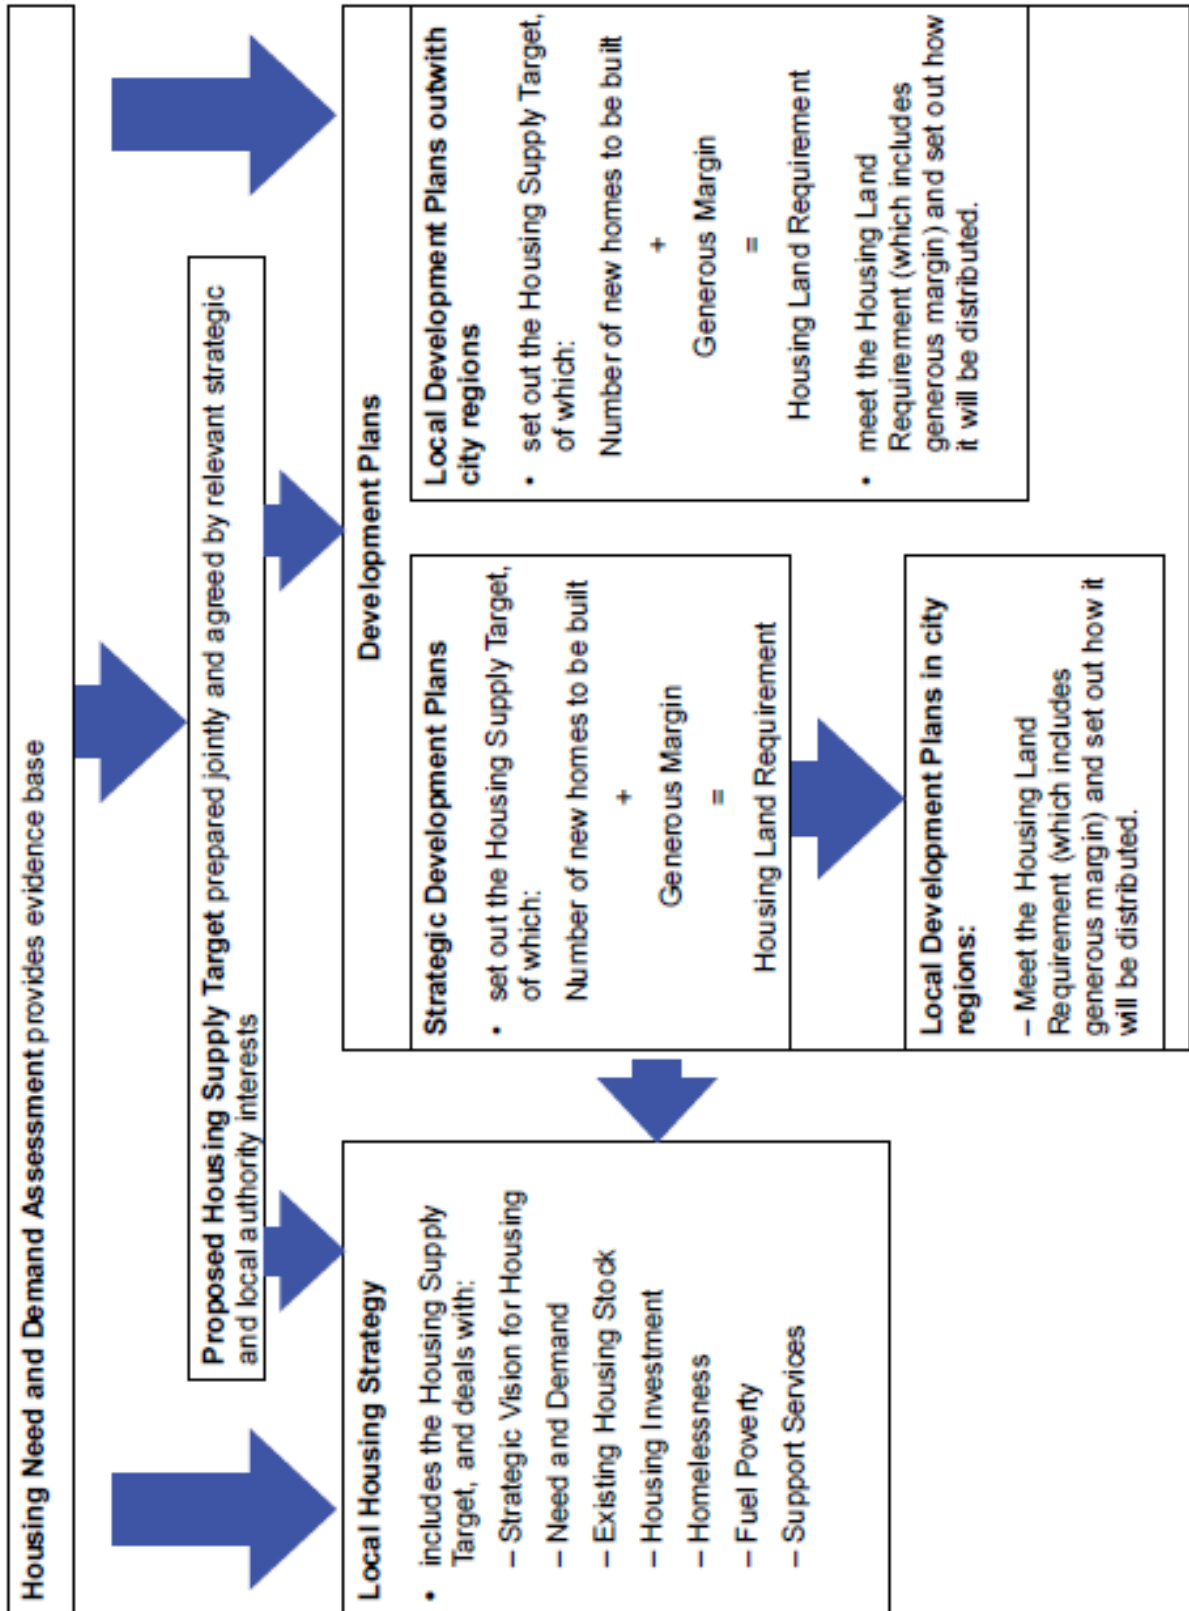 Housing Need and Demand Assessment provides evidence base
Proposed Housing Supply Target prepared jointly and agreed by relevant strategic
and local authority interests
Local Housing Strategy
• includes the Housing Supply
Target, and deals with:
– Strategic Vision for Housing
– Need and Demand
– Existing Housing Stock
– Housing Investment
– Homelessness
– Fuel Poverty
– Support Services
Development Plans
Strategic Development Plans
• set out the Housing Supply Target,
of which:
Number of new homes to be built
+
Generous Margin
=
Housing Land Requirement
Local Development Plans in city
regions:
– Meet the Housing Land
Requirement (which includes
generous margin) and set out how it
will be distributed.
Local Development Plans outwith
city regions
• set out the Housing Supply Target,
of which:
Number of new homes to be built
+
Generous Margin
=
Housing Land Requirement
• meet the Housing Land
Requirement (which includes
generous margin) and set out how
it will be distributed.